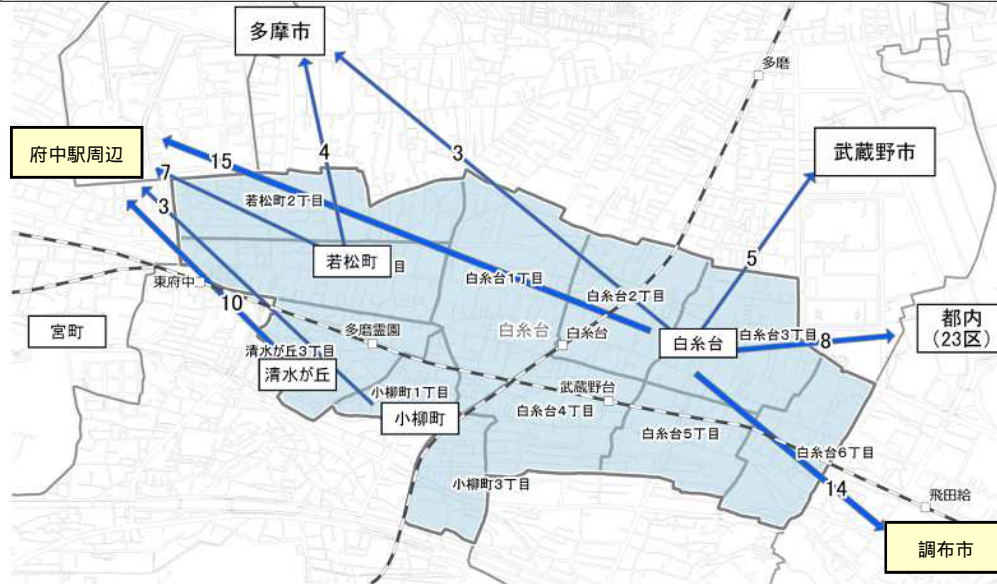 多摩市
多磨
府中駅周辺
武蔵野市
15
4
3
7
3
若松町2丁目
若松町
目
5
東府中
白糸台1丁目
白糸台2丁目
10
宮町
多磨霊園
白糸台
白糸台
白糸台
白糸台3丁目
8
都内
(23区)
清水が丘3丁目
清水が丘
小柳町1丁目
小柳町
武蔵野台
白糸台4丁目
白糸台5丁目
白糸台6丁目
小柳町3丁目
14
飛田給
調布市